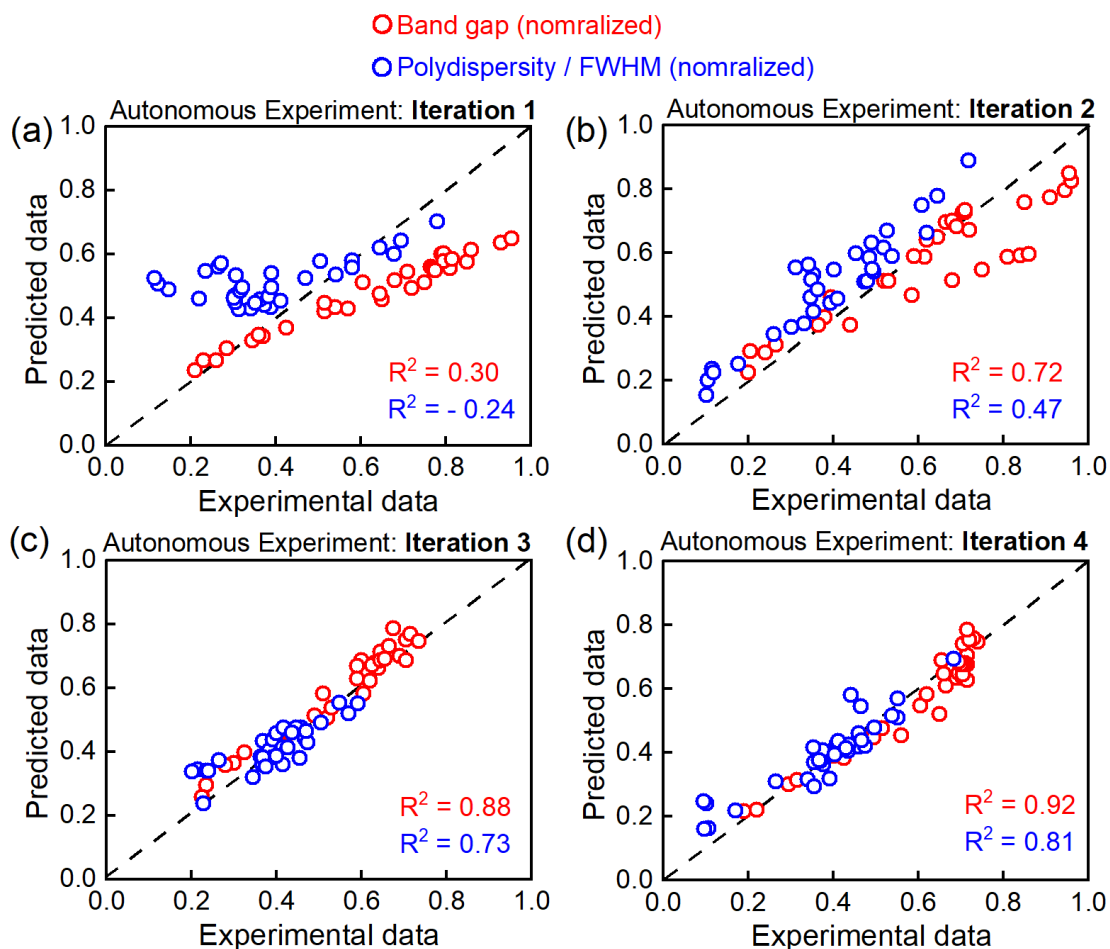 Band gap (nomralized)
Polydispersity / FWHM (nomralized)
(a)
Autonomous Experiment: Iteration 1
1.0
0.8
0.6
0.4
0.2
0.0
Predicted data
R² = 0.30
R² = - 0.24
0.0 0.2 0.4 0.6 0.8 1.0
Experimental data
(b)
Autonomous Experiment: Iteration 2
1.0
0.8
0.6
0.4
0.2
0.0
Predicted data
R² = 0.72
R² = 0.47
0.0 0.2 0.4 0.6 0.8 1.0
Experimental data
(c)
Autonomous Experiment: Iteration 3
1.0
0.8
0.6
0.4
0.2
0.0
Predicted data
R² = 0.88
R² = 0.73
0.0 0.2 0.4 0.6 0.8 1.0
Experimental data
(d)
Autonomous Experiment: Iteration 4
1.0
0.8
0.6
0.4
0.2
0.0
Predicted data
R² = 0.92
R² = 0.81
0.0 0.2 0.4 0.6 0.8 1.0
Experimental data